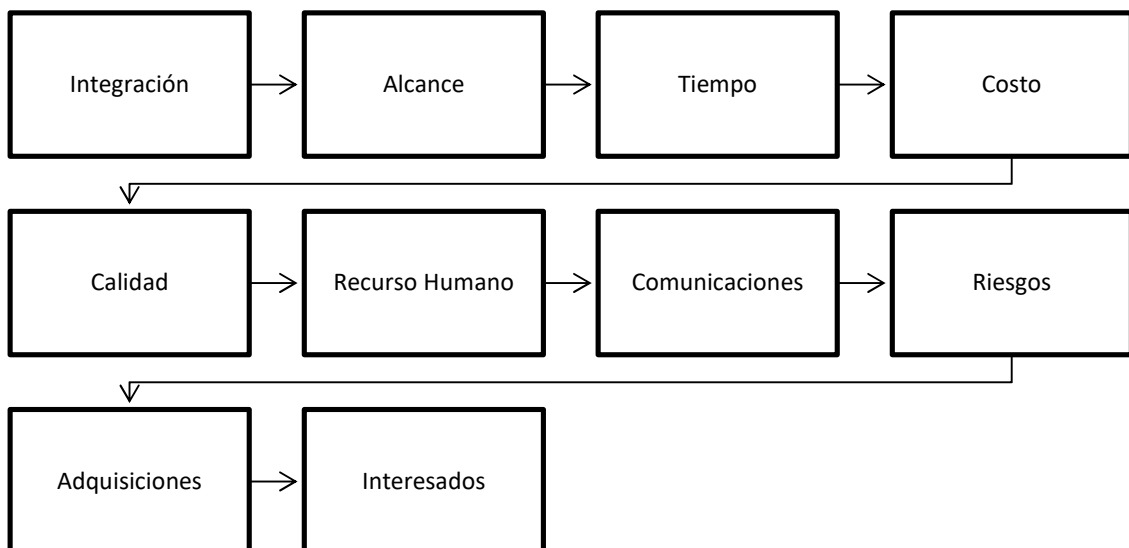 Integración
Alcance
Tiempo
Costo
Calidad
Recurso Humano
Comunicaciones
Riesgos
Adquisiciones
Interesados